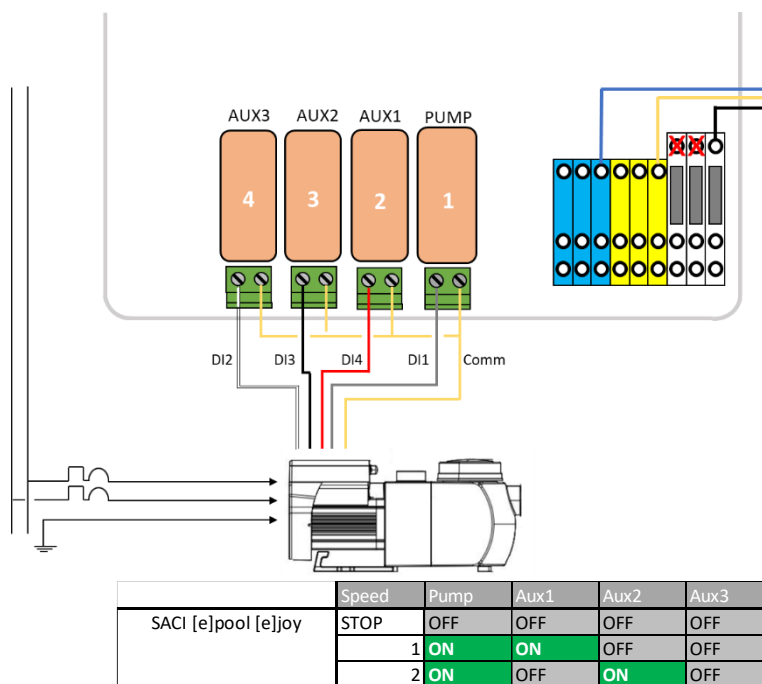 AUX3 AUX2 AUX1 PUMP
4 3 2 1
DI2 DI3 DI4 DI1 Comm
Speed Pump Aux1 Aux2 Aux3
SACI [e]pool [e]joy STOP OFF OFF OFF OFF
1 ON ON OFF OFF
2 ON OFF ON OFF